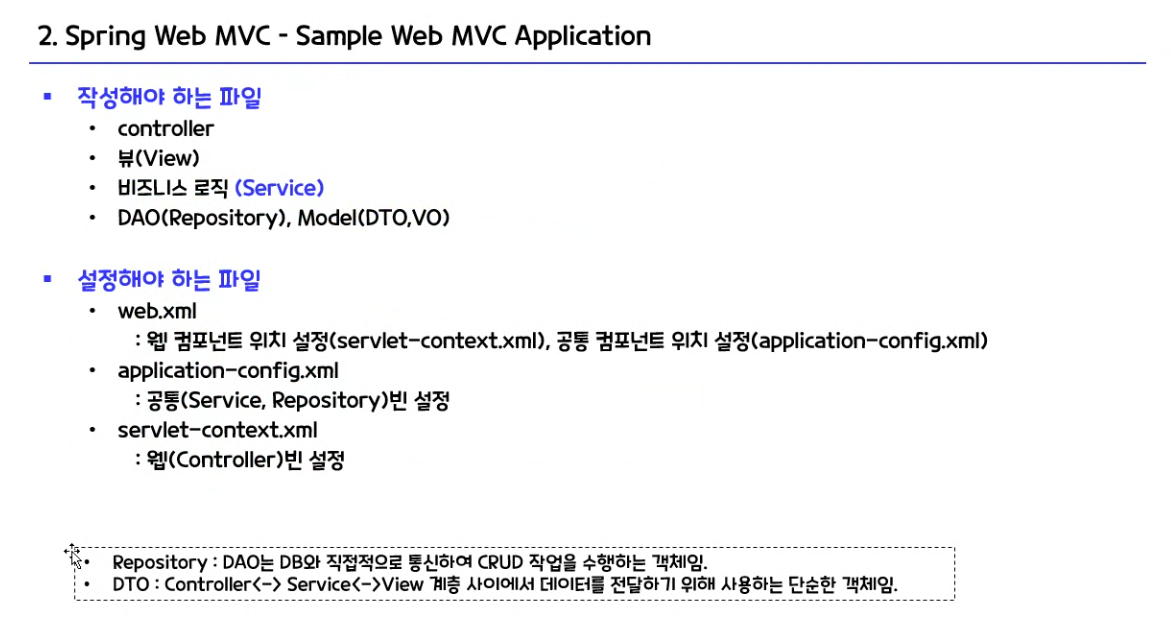 2. Spring Web MVC - Sample Web MVC Application
▪ 작성해야 하는 파일
• controller
• 뷰(View)
• 비즈니스 로직 (Service)
• DAO(Repository), Model(DTO,VO)
▪ 설정해야 하는 파일
• web.xml
: 웹 컴포넌트 위치 설정(servlet-context.xml), 공통 컴포넌트 위치 설정(application-config.xml)
• application-config.xml
: 공통(Service, Repository)빈 설정
• servlet-context.xml
: 웹(Controller)빈 설정
• Repository : DAO는 DB와 직접적으로 통신하여 CRUD 작업을 수행하는 객체임.
• DTO : Controller<-> Service<->View 계층 사이에서 데이터를 전달하기 위해 사용하는 단순한 객체임.